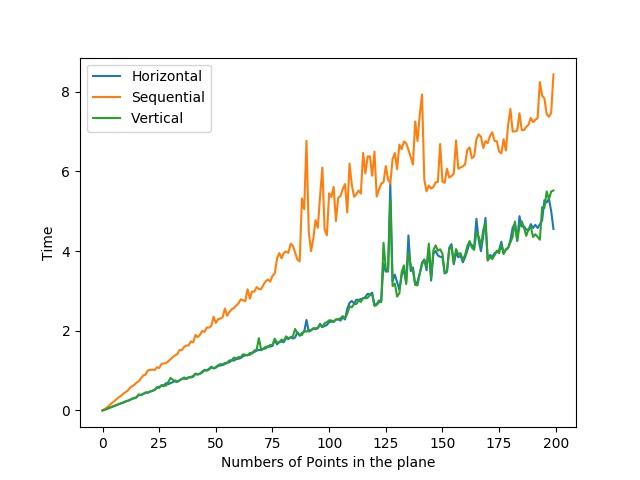 Horizontal
Sequential
Vertical
8
6
4
2
0
Time
0 25 50 75 100 125 150 175 200
Numbers of Points in the plane